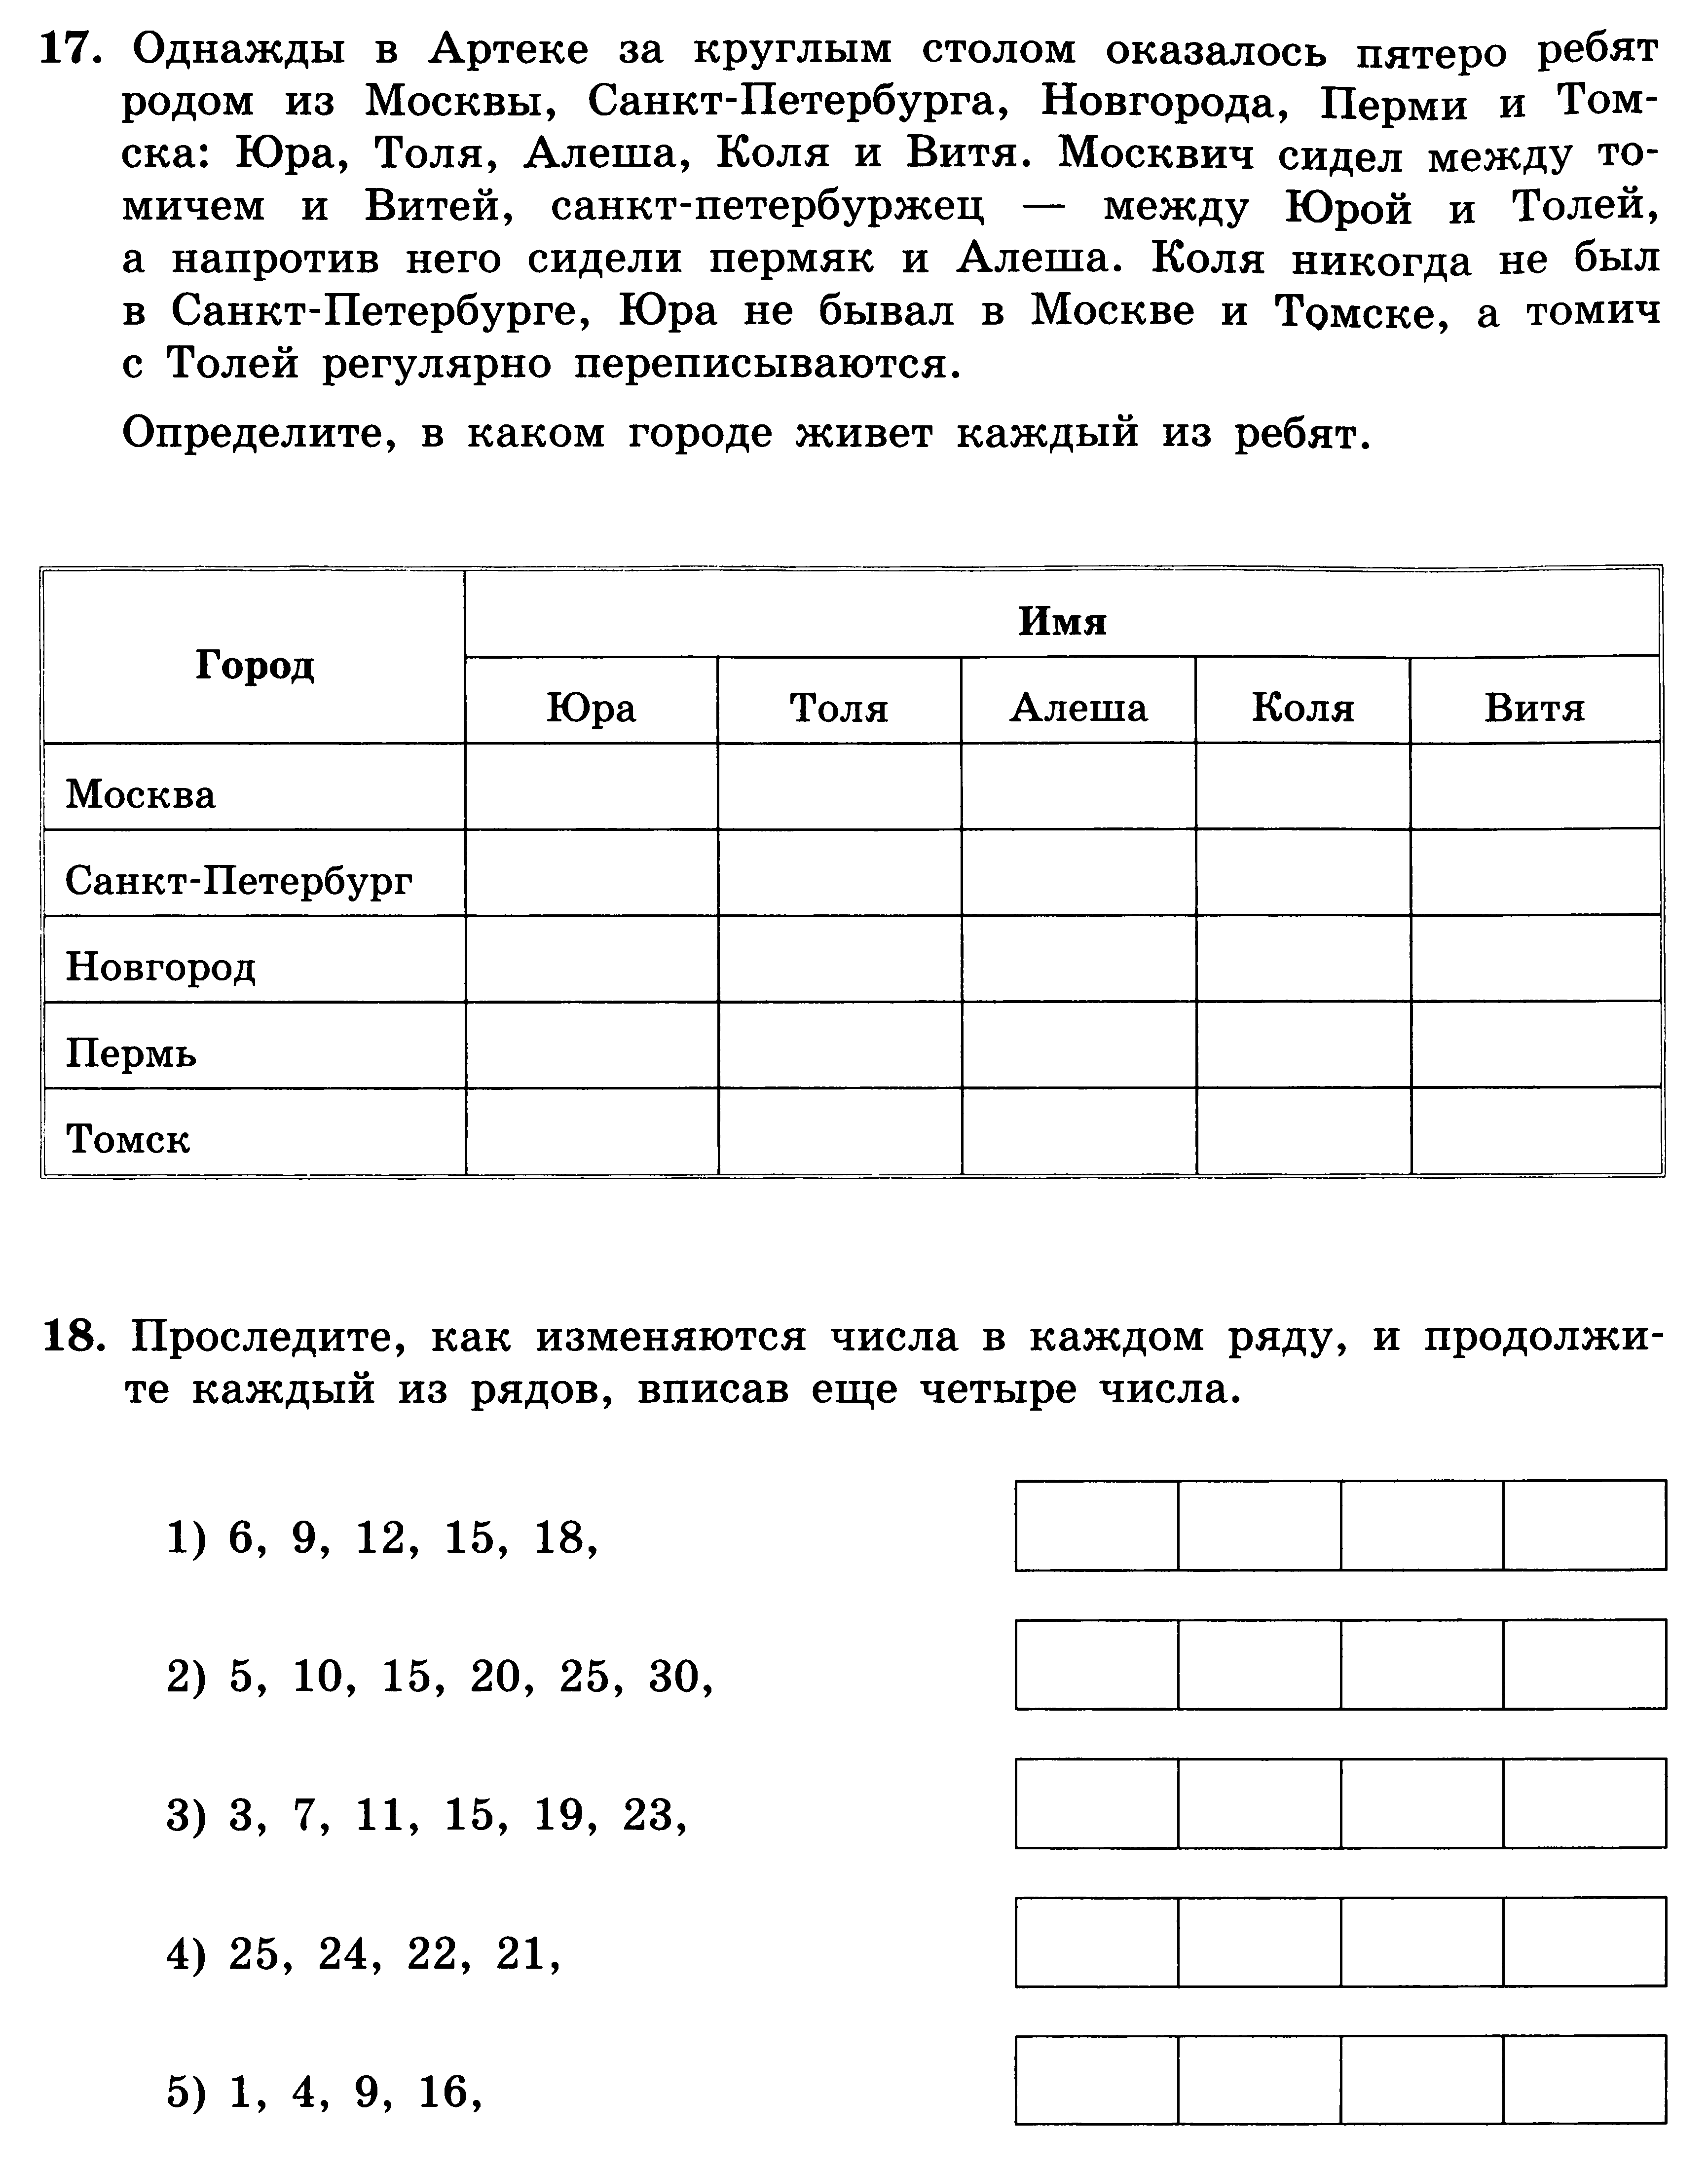 17. Однажды в Артеке за круглым столом оказалось пятеро ребят
родом из Москвы, Санкт-Петербурга, Новгорода, Перми и Том-
ска: Юра, Толя, Алеша, Коля и Витя. Москвич сидел между то-
мичем и Витей, санкт-петербуржец — между Юрой и Толей,
а напротив него сидели пермяк и Алеша. Коля никогда не был
в Санкт-Петербурге, Юра не бывал в Москве и Томске, а томич
с Толей регулярно переписываются.
Определите, в каком городе живет каждый из ребят.
Город
Имя
Юра Толя Алеша Коля Витя
Москва
Санкт-Петербург
Новгород
Пермь
Томск
18. Проследите, как изменяются числа в каждом ряду, и продолжи-
те каждый из рядов, вписав еще четыре числа.
1) 6, 9, 12, 15, 18,
2) 5, 10, 15, 20, 25, 30,
3) 3, 7, 11, 15, 19, 23,
4) 25, 24, 22, 21,
5) 1, 4, 9, 16,